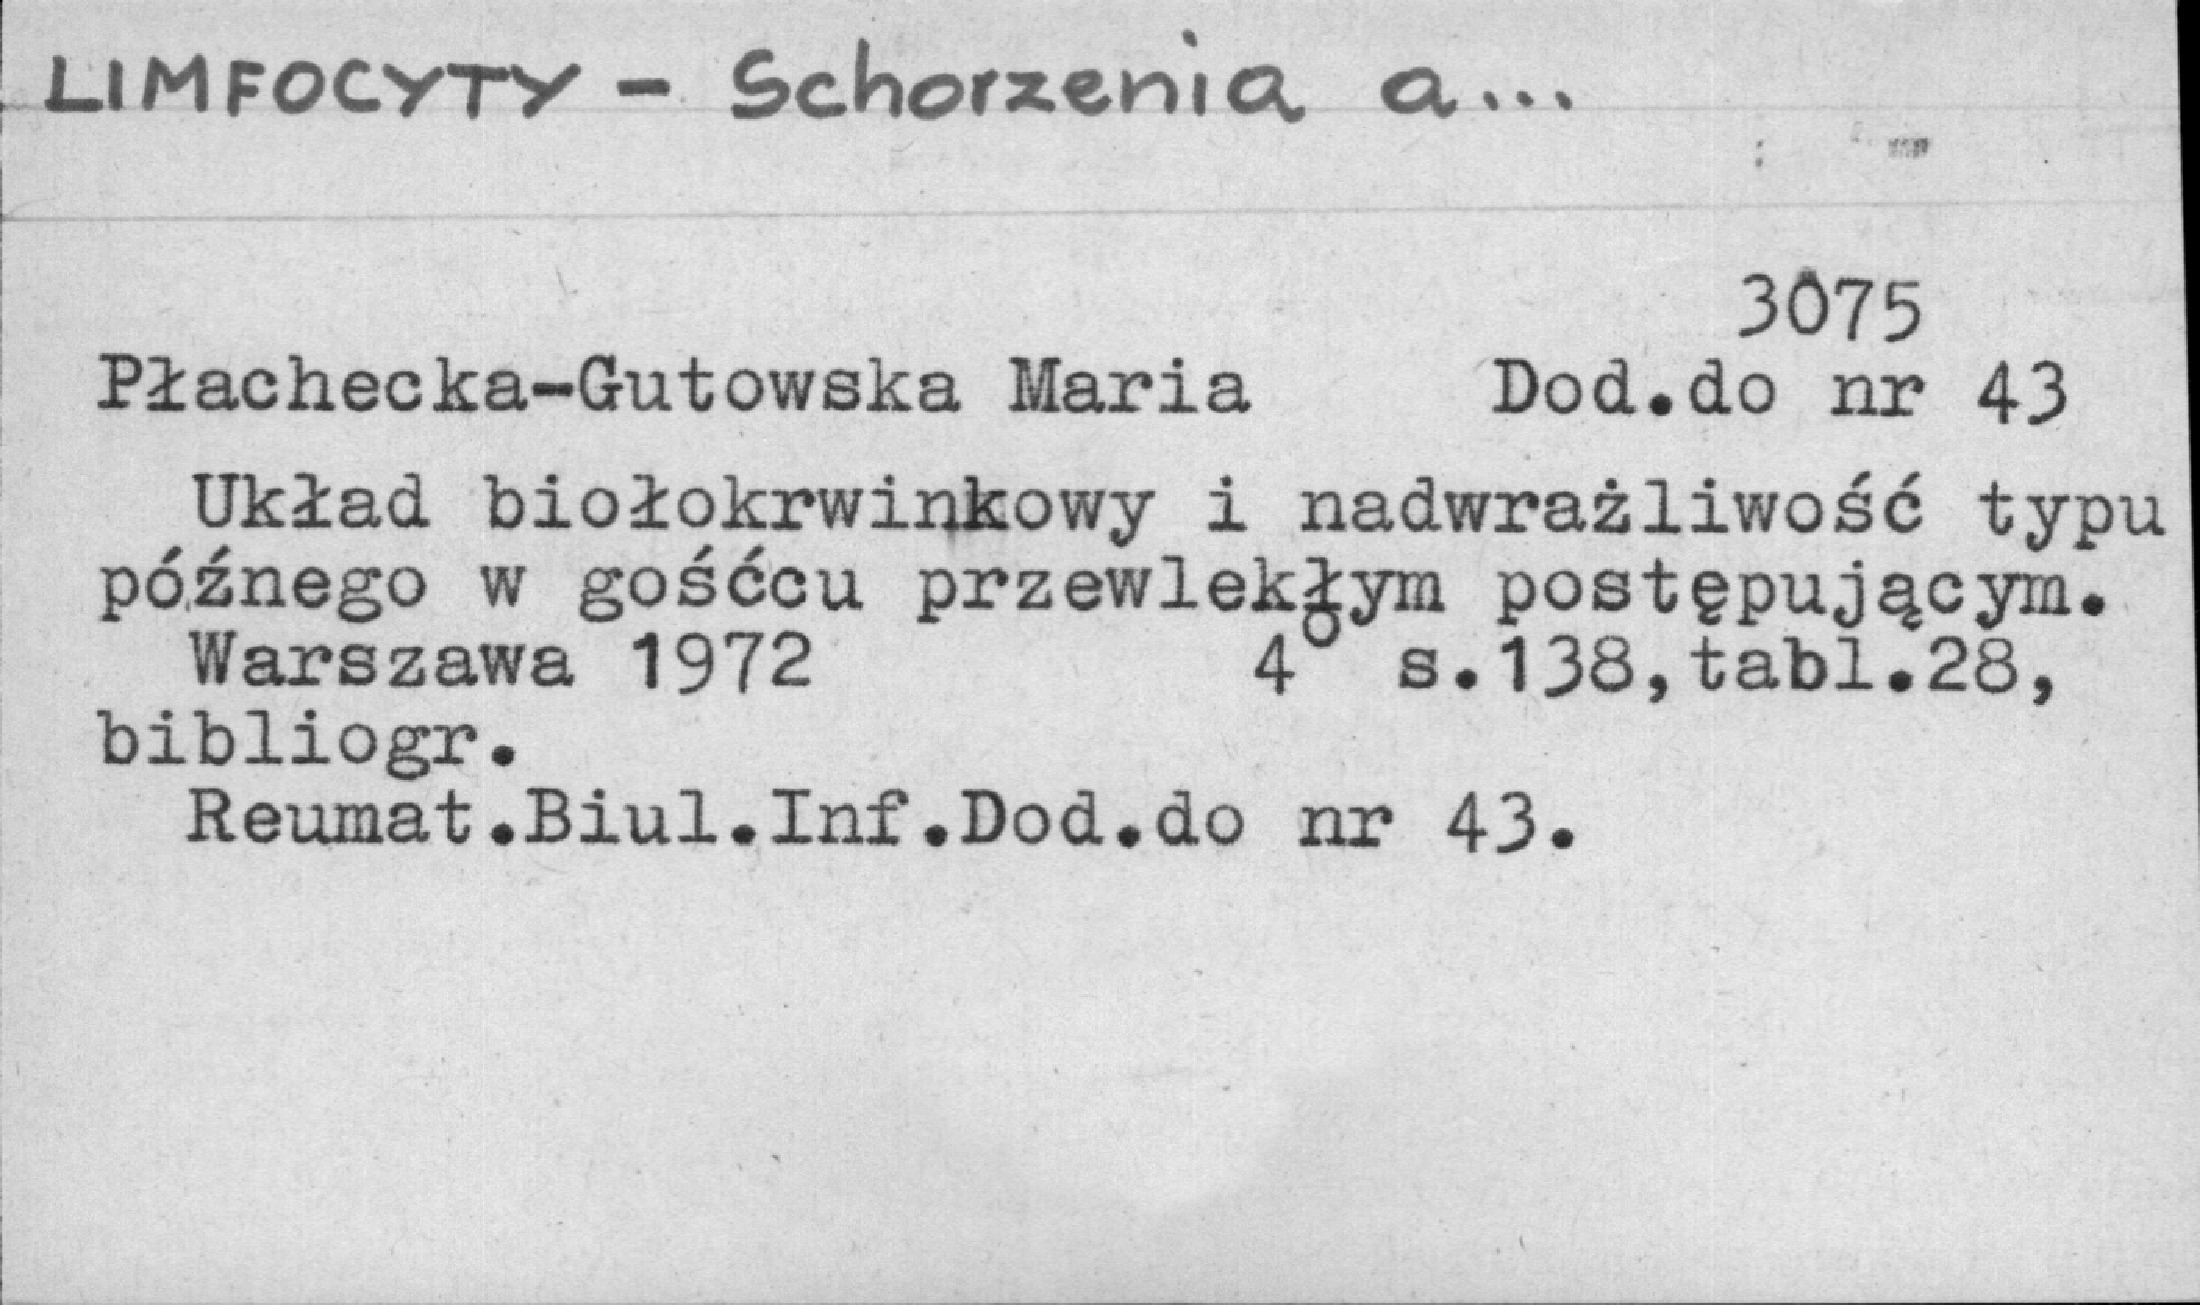 LIMFOCYTY - Schorzenia a...
3075
Płachecka-Gutowska Maria Dod.do nr 43
Układ biołokrwinkowy i nadwrażliwość typu
późnego w gośćcu przewlekłym postępującym.
Warszawa 1972 4° s.138,tabl.28,
bibliogr.
Reumat.Biul.Inf.Dod.do nr 43.